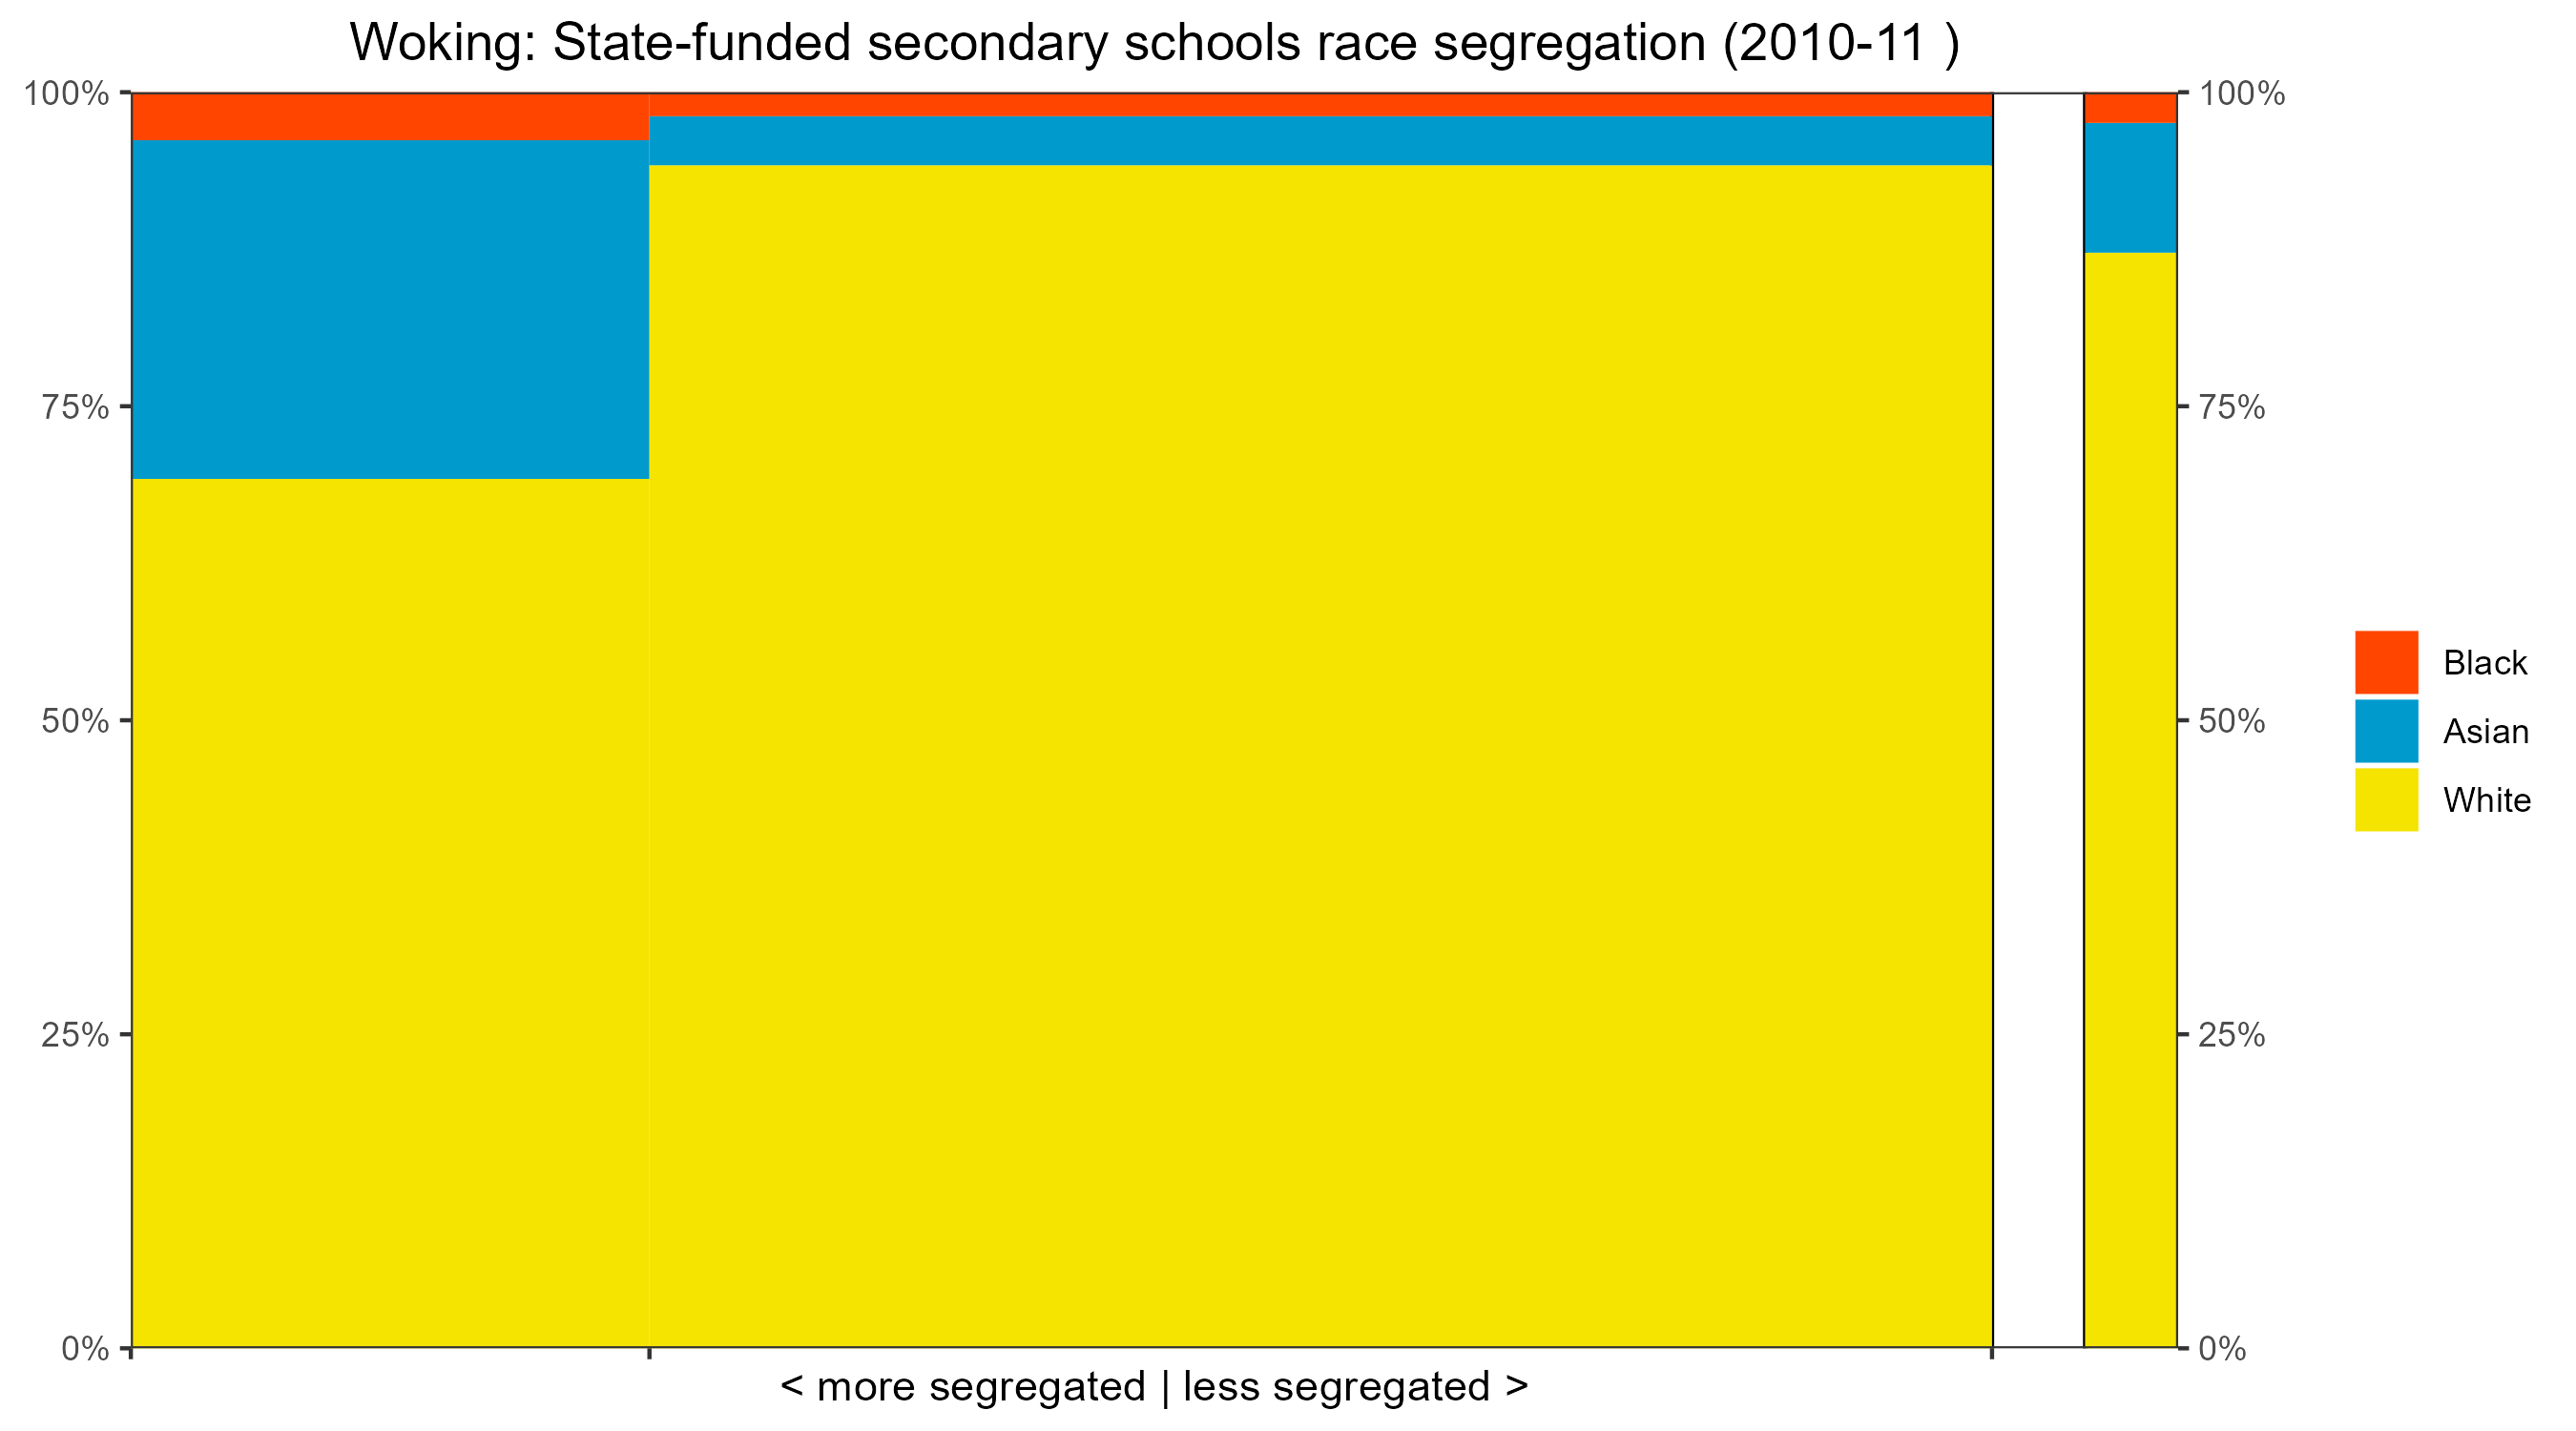 Woking: State-funded secondary schools race segregation (2010-11 )
100%
75%
50%
25%
0%
100%
75%
50%
25%
0%
Black
Asian
White
< more segregated | less segregated >